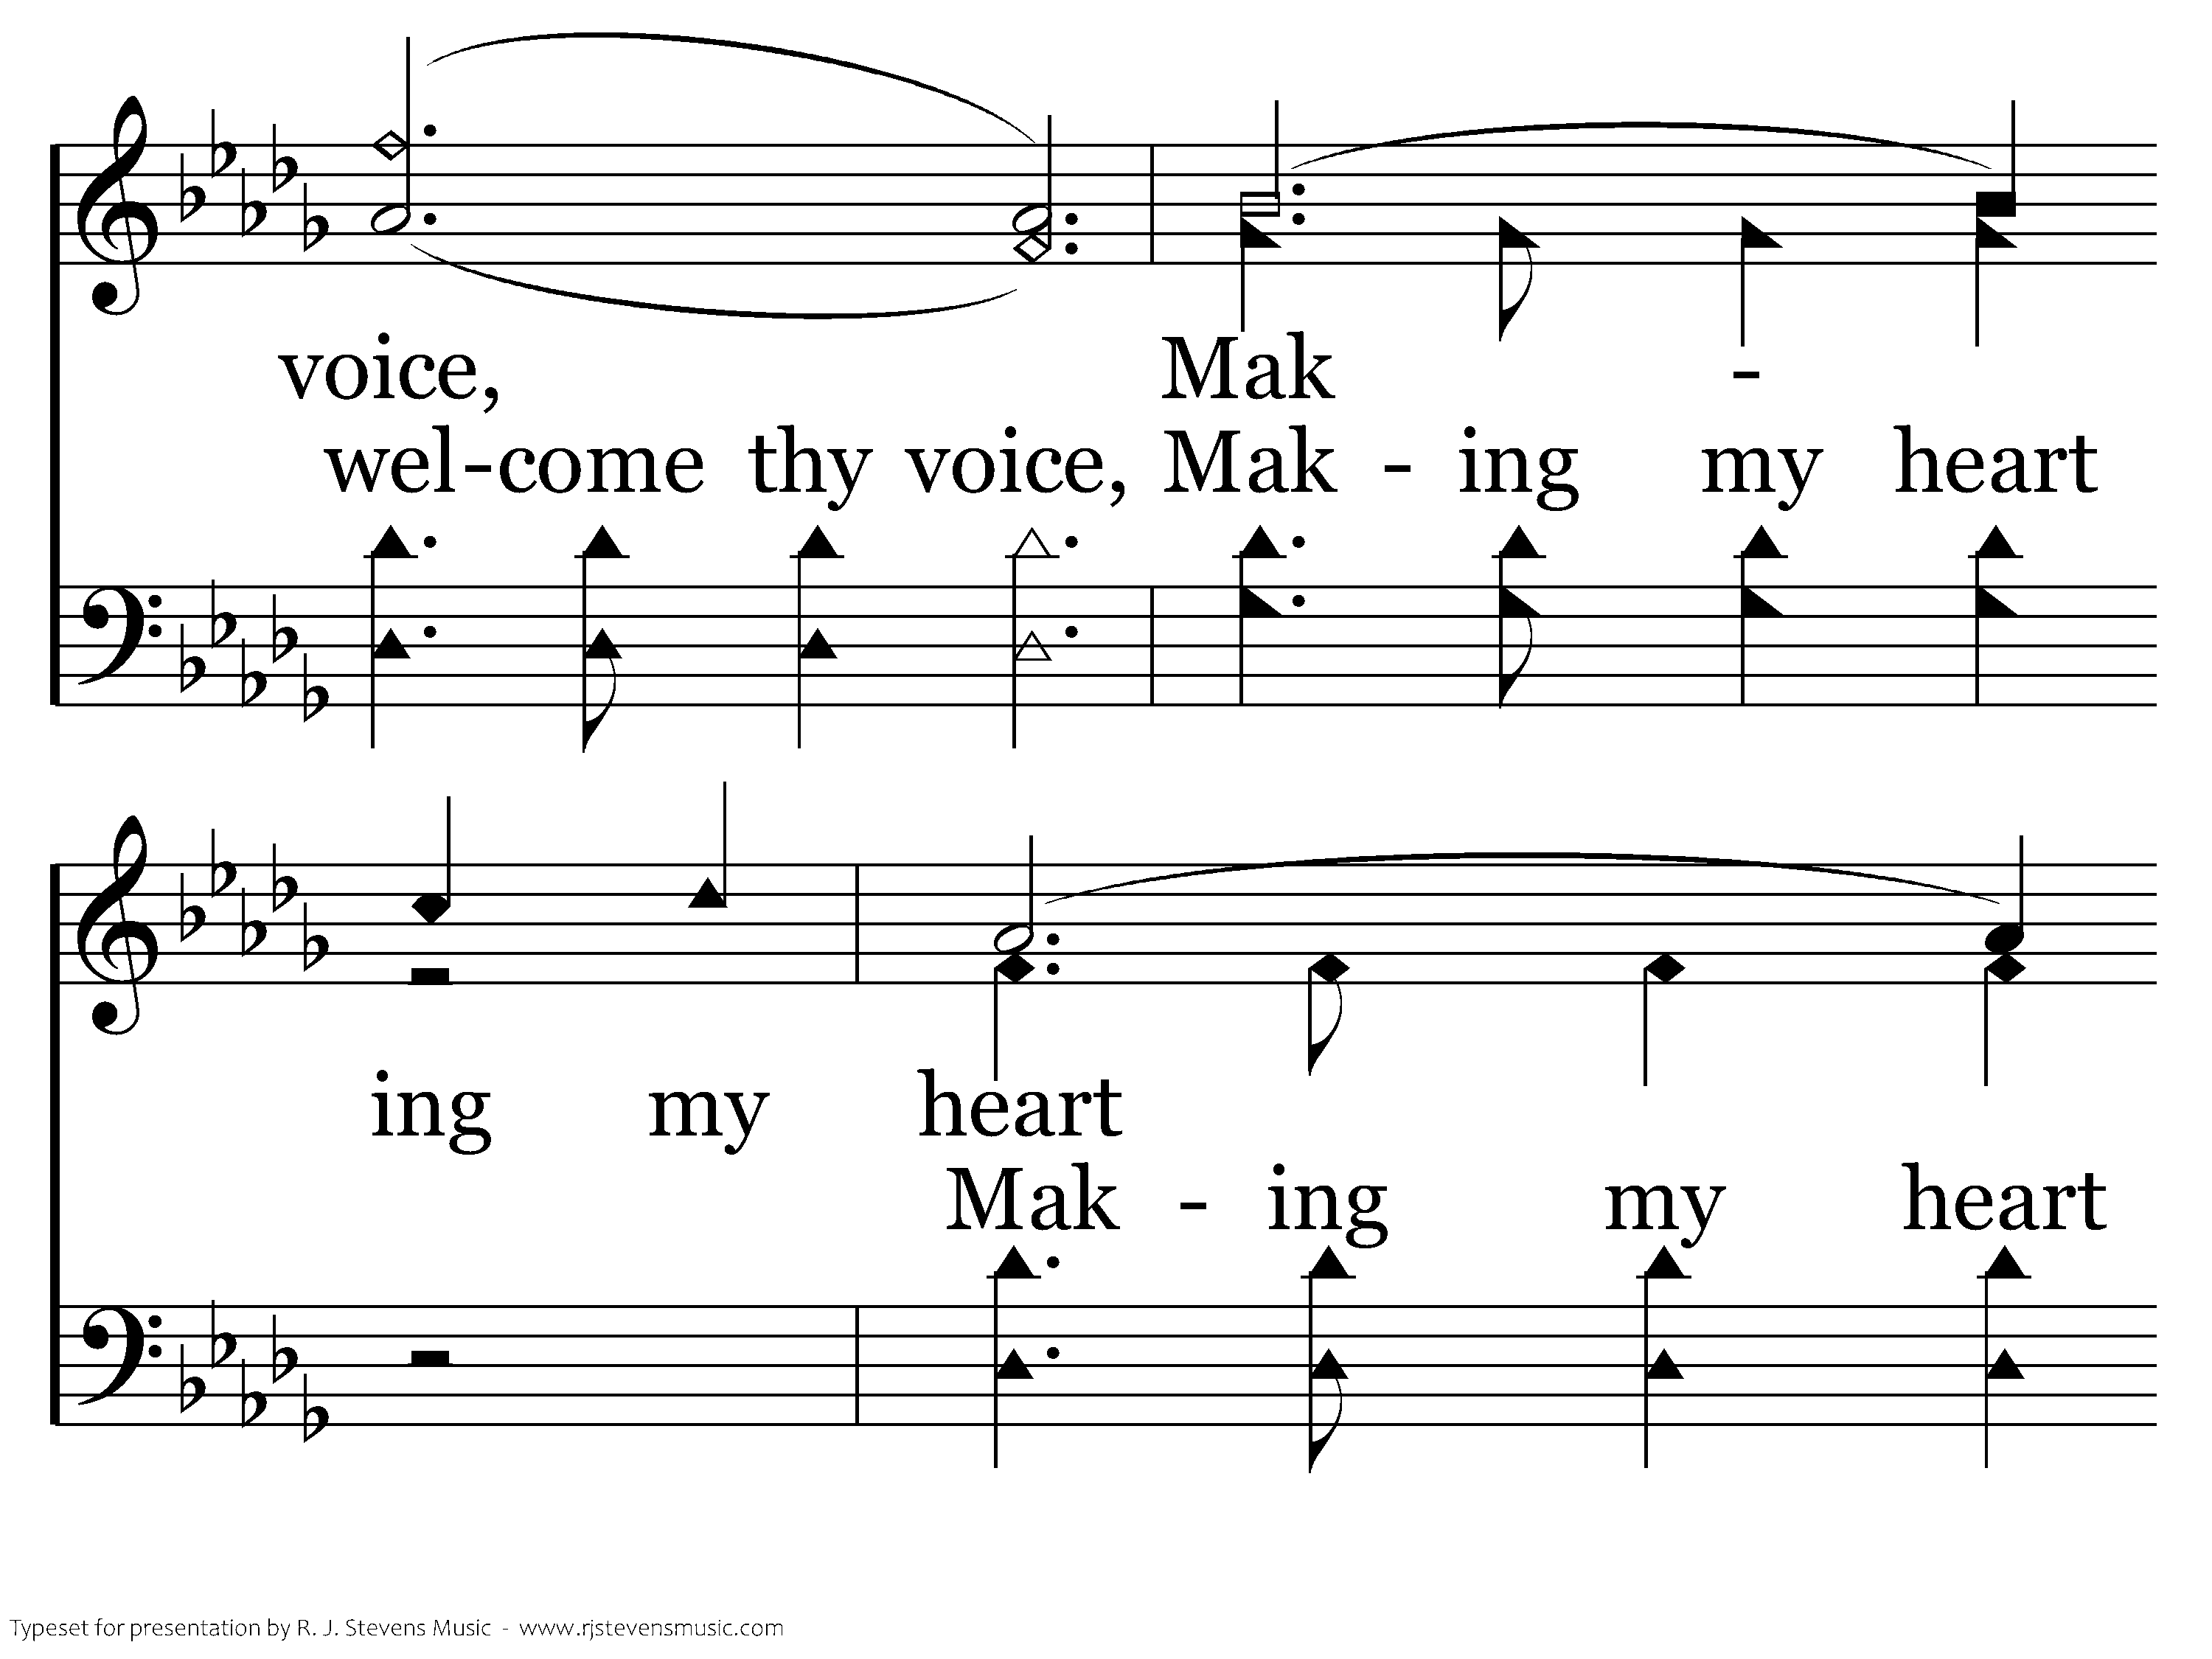 voice, Mak -
wel-come thy voice, Mak - ing my heart
ing my heart
Mak - ing my heart
Typeset for presentation by R. J. Stevens Music - www.rjstevensmusic.com